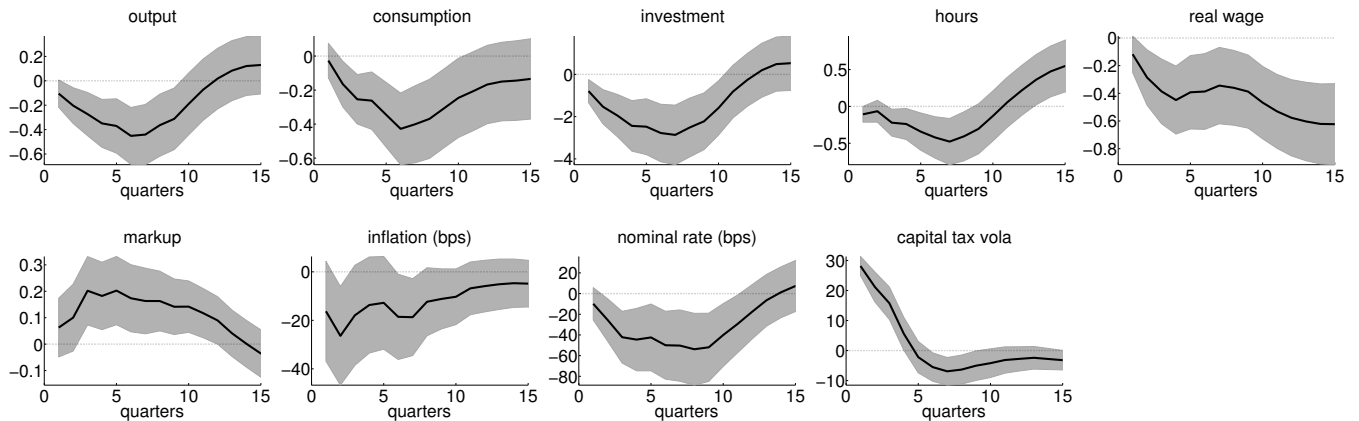 output
0.2
0
−0.2
−0.4
−0.6
0 5 10 15
quarters
consumption
0
−0.2
−0.4
−0.6
0 5 10 15
quarters
investment
0
−2
−4
0 5 10 15
quarters
hours
0.5
0
−0.5
0 5 10 15
quarters
real wage
0
−0.2
−0.4
−0.6
−0.8
0 5 10 15
quarters
markup
0.3
0.2
0.1
0
−0.1
0 5 10 15
quarters
inflation (bps)
0
−20
−40
0 5 10 15
quarters
nominal rate (bps)
20
0
−20
−40
−60
−80
0 5 10 15
quarters
capital tax vola
30
20
10
0
−10
0 5 10 15
quarters